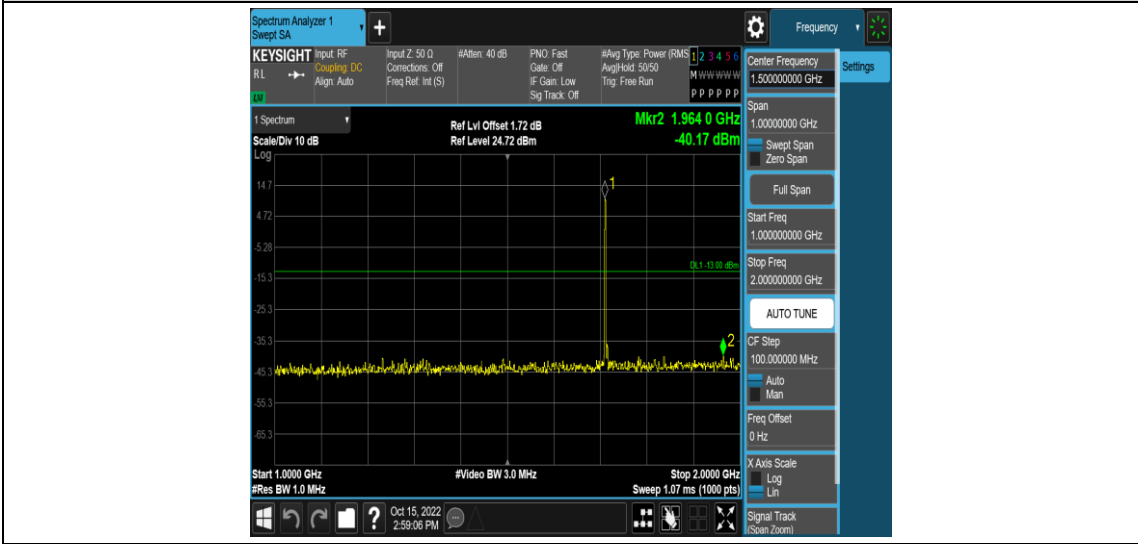 Spectrum Analyzer 1
Swept SA
+
Frequency
KEYSIGHT
RL
LNI
Input: RF
Coupling: DC
Align: Auto
Input Z: 50 Ω
Corrections: Off
Freq Ref: Int (S)
#Atten: 40 dB
PNO: Fast
Gate: Off
IF Gain: Low
Sig Track: Off
#Avg Type: Power (RMS
Avg|Hold: 50/50
Trig: Free Run
1 2 3 4 5 6
M W W W W W
P P P P P P
1 Spectrum
Scale/Div 10 dB
Ref Lvl Offset 1.72 dB
Ref Level 24.72 dBm
Mkr2 1.964 0 GHz
-40.17 dBm
Log
14.7
4.72
-5.28
-15.3
-25.3
-35.3
-45.3
-55.3
-65.3
1
DL1 -13.00 dBm
2
Start 1.0000 GHz
#Res BW 1.0 MHz
#Video BW 3.0 MHz
Stop 2.0000 GHz
Sweep 1.07 ms (1000 pts)
?
Oct 15, 2022
2:59:06 PM
Center Frequency
1.500000000 GHz
Settings
Span
1.00000000 GHz
Swept Span
Zero Span
Full Span
Start Freq
1.000000000 GHz
Stop Freq
2.000000000 GHz
AUTO TUNE
CF Step
100.000000 MHz
Auto
Man
Freq Offset
0 Hz
X Axis Scale
Log
Lin
Signal Track
(Span Zoom)